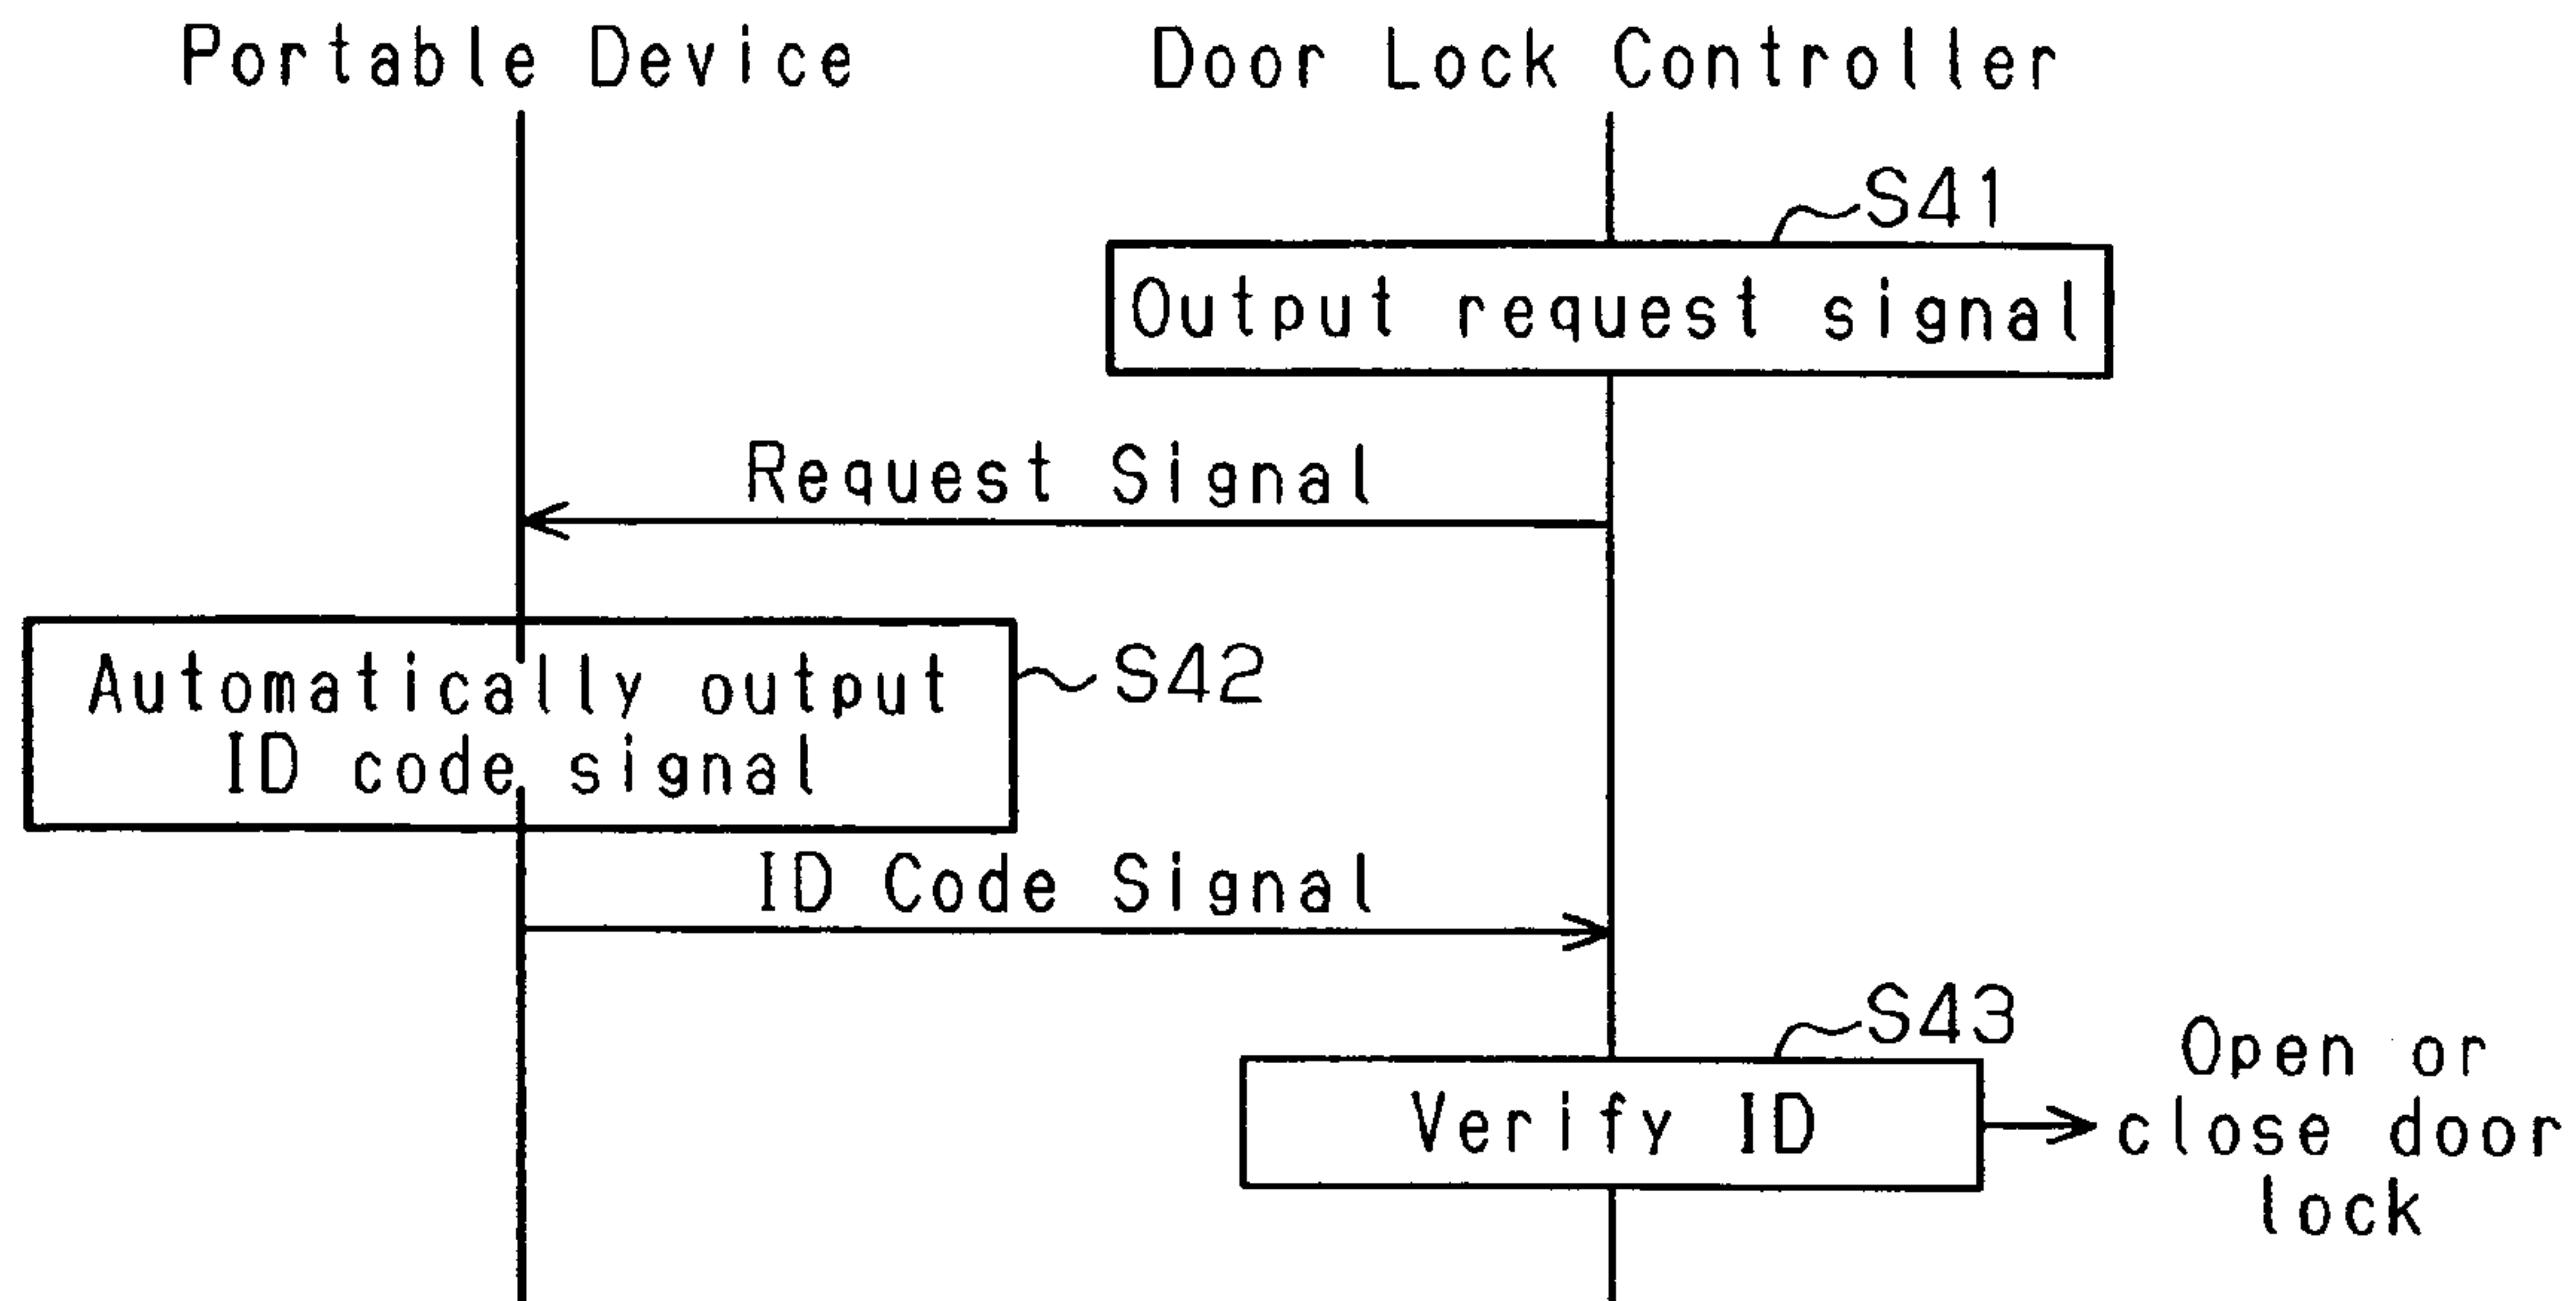 Portable Device
Door Lock Controller
S41
Output request signal
Request Signal
Automatically output
ID code signal
S42
ID Code Signal
S43
Verify ID
Open or
close door
lock